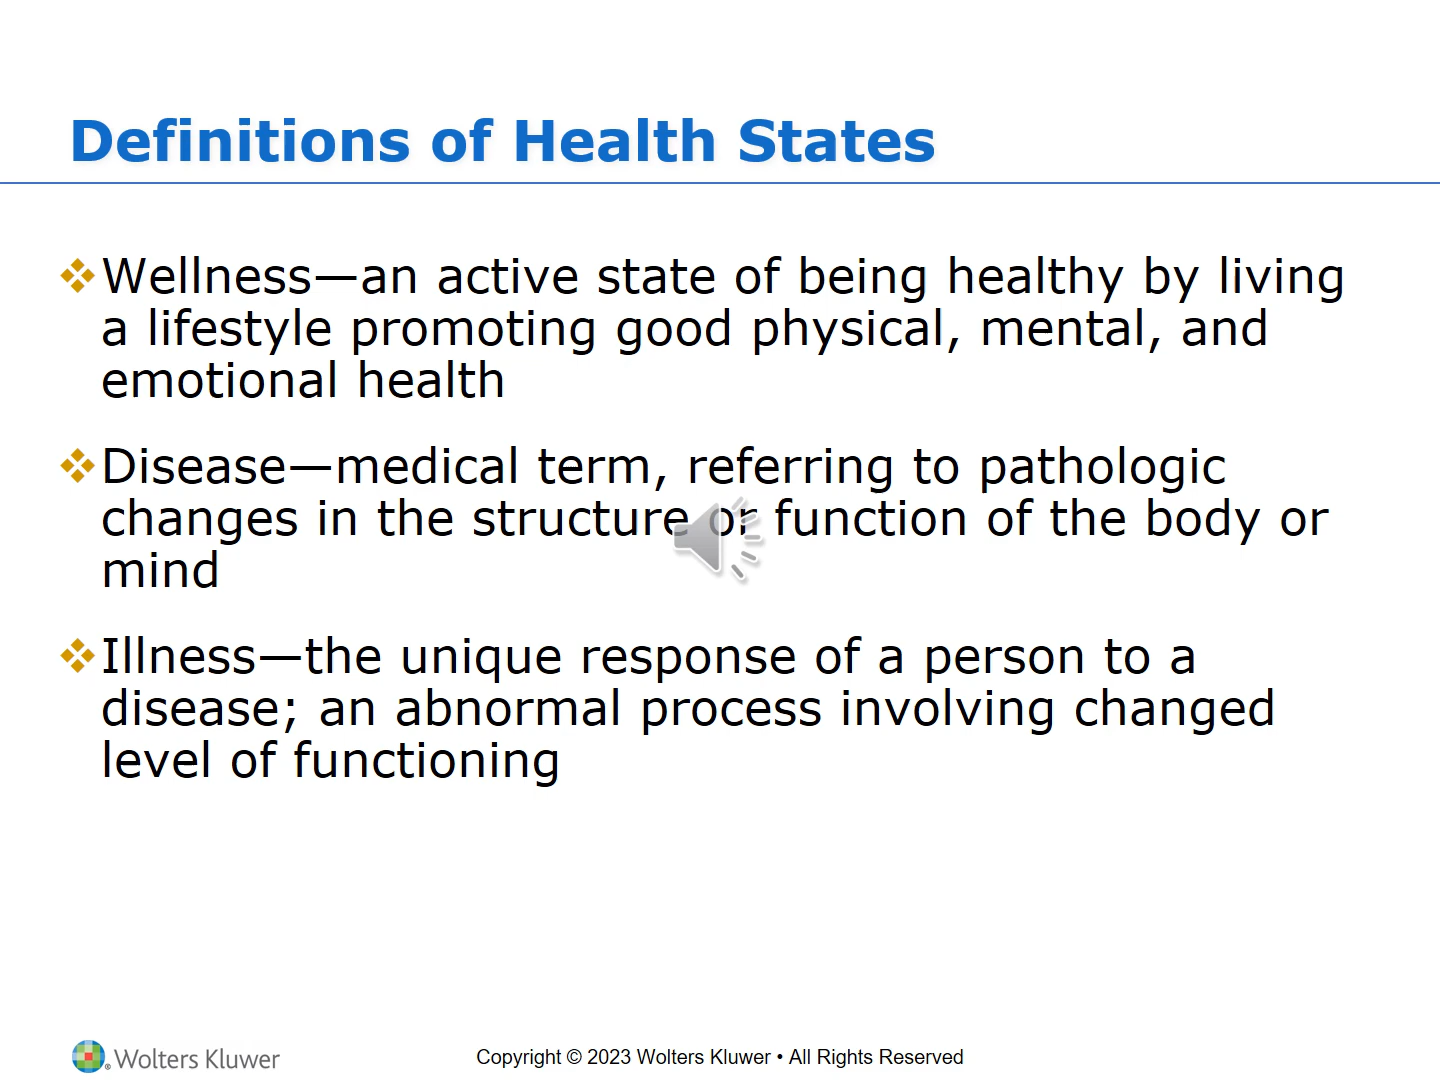 Definitions of Health States
❖Wellness—an active state of being healthy by living
a lifestyle promoting good physical, mental, and
emotional health
❖Disease—medical term, referring to pathologic
changes in the structure or function of the body or
mind
❖Illness—the unique response of a person to a
disease; an abnormal process involving changed
level of functioning
Wolters Kluwer
Copyright © 2023 Wolters Kluwer • All Rights Reserved